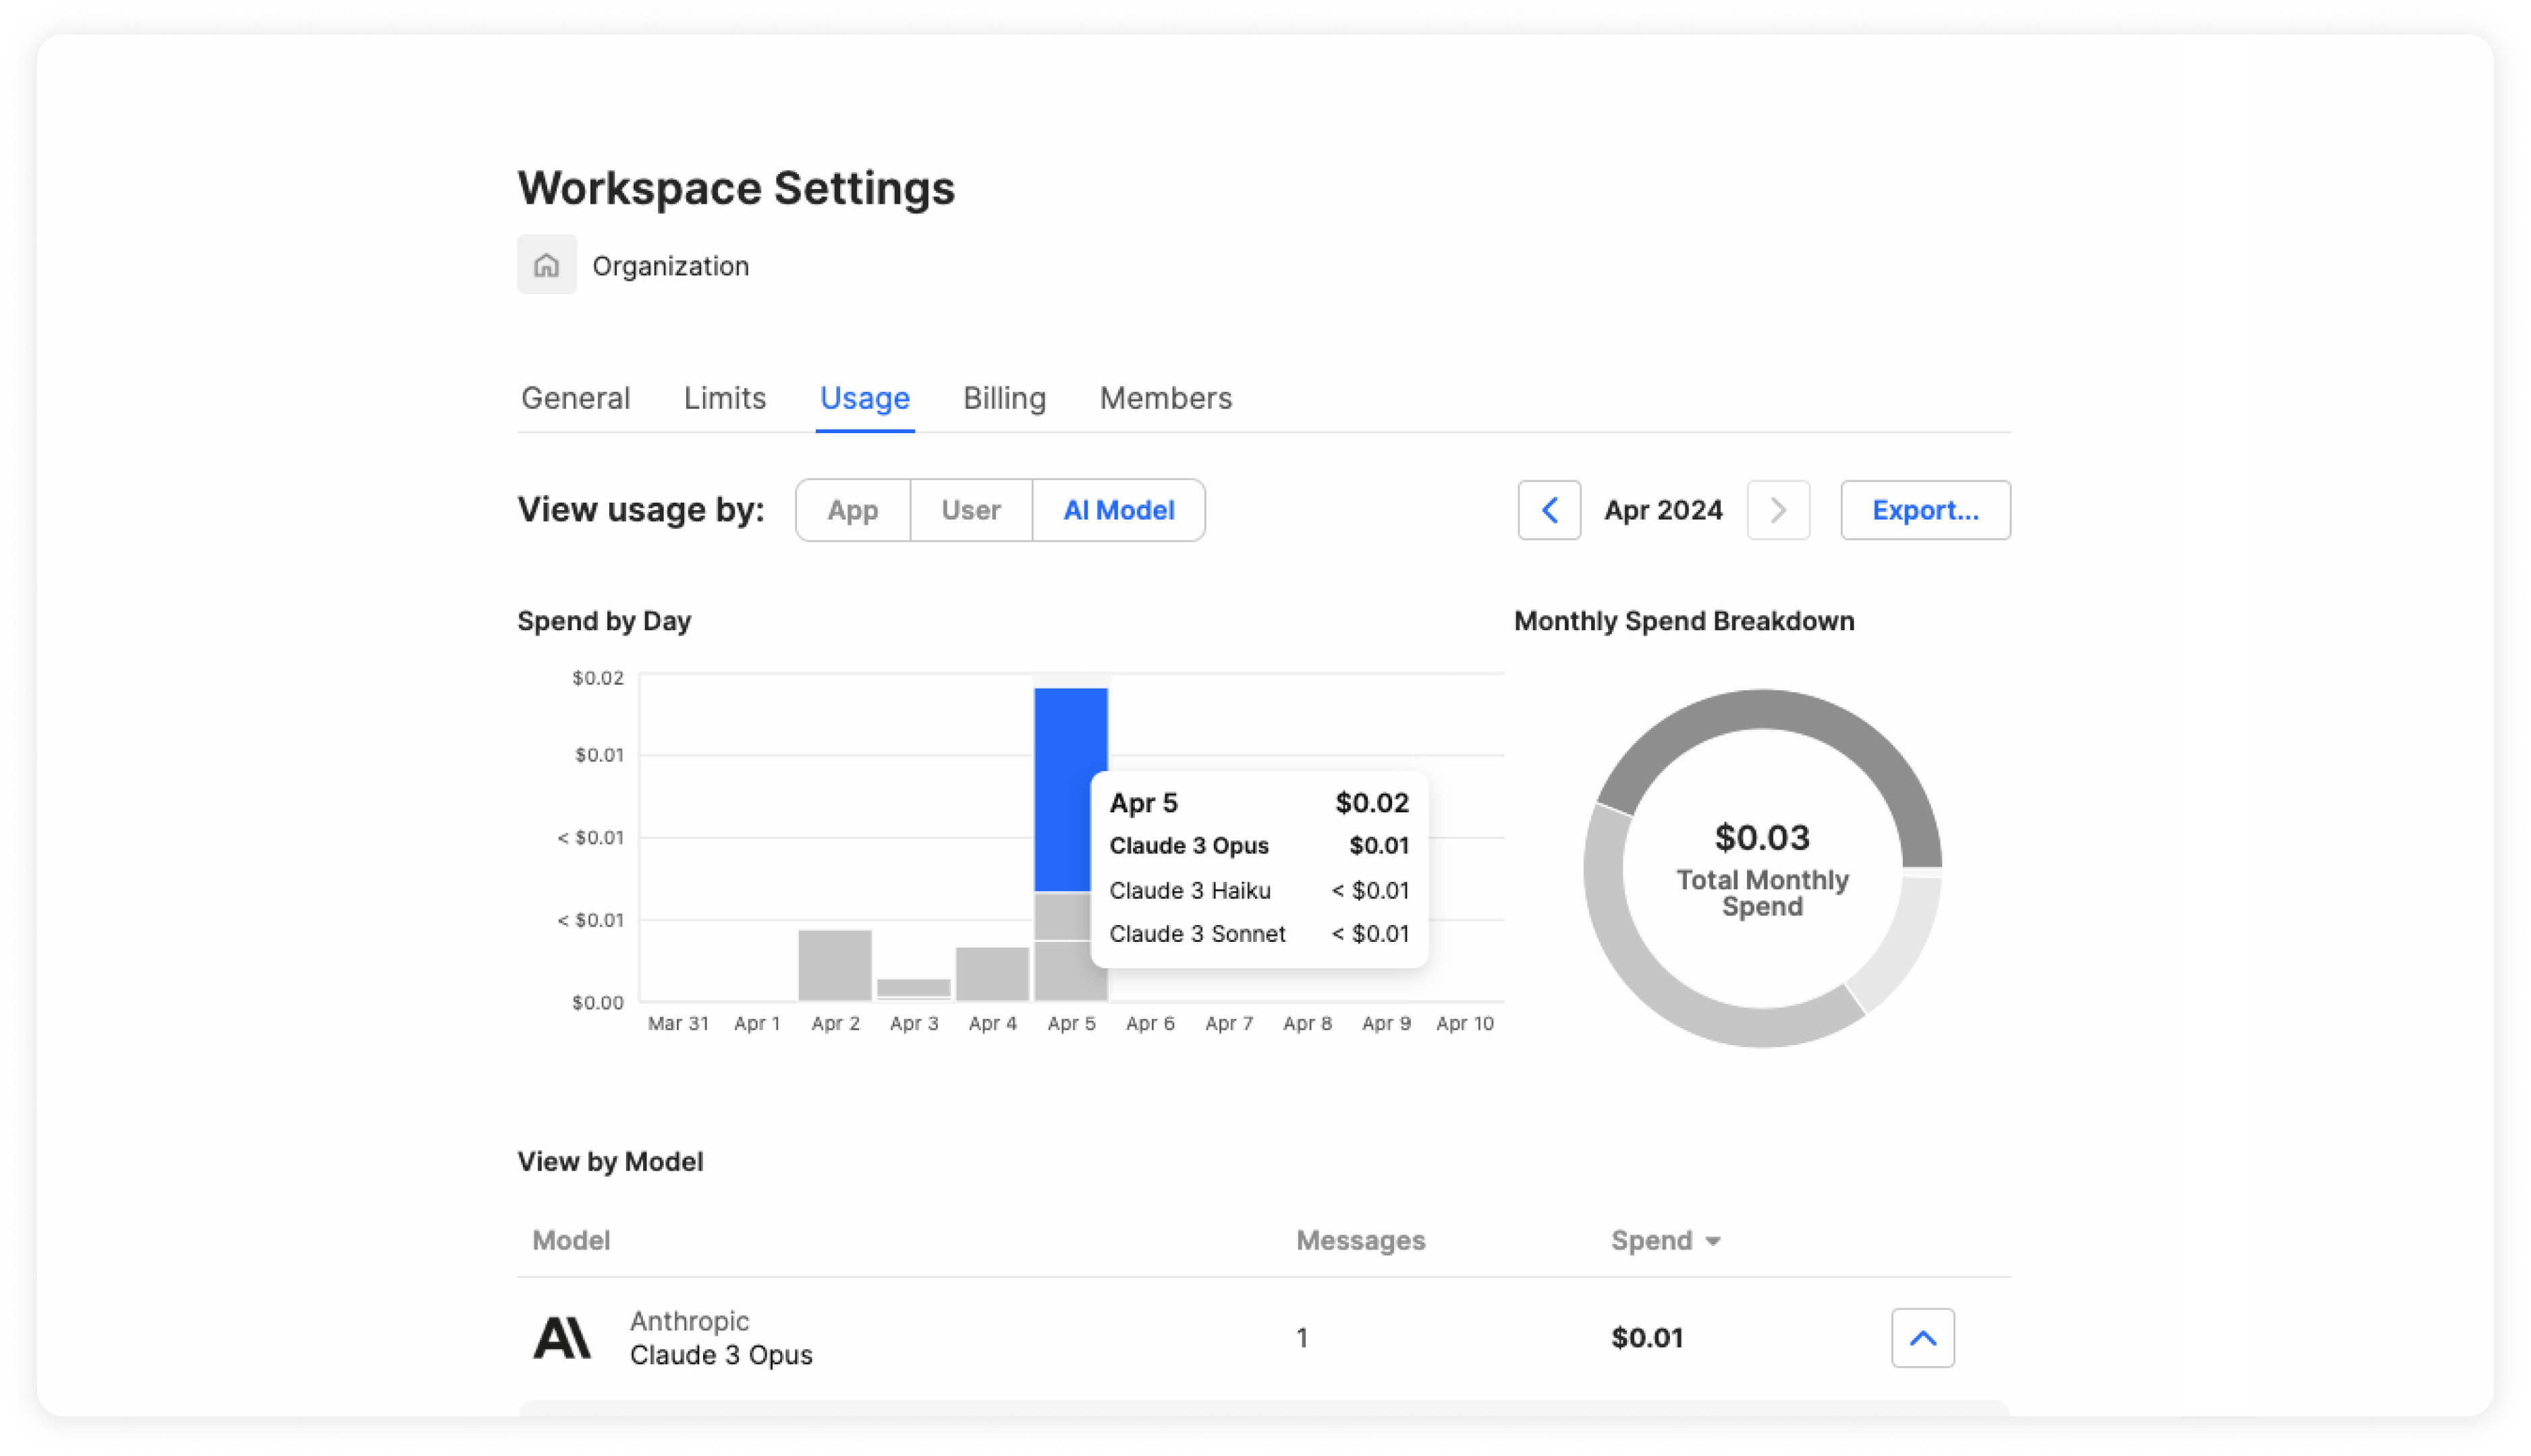 Workspace Settings
Organization
General Limits Usage Billing Members
View usage by: App User AI Model Apr 2024 Export...
Spend by Day
$0.02
$0.01
< $0.01
< $0.01
$0.00
Mar 31 Apr 1 Apr 2 Apr 3 Apr 4 Apr 5 Apr 6 Apr 7 Apr 8 Apr 9 Apr 10
Apr 5 $0.02
Claude 3 Opus $0.01
Claude 3 Haiku < $0.01
Claude 3 Sonnet < $0.01
Monthly Spend Breakdown
$0.03
Total Monthly
Spend
View by Model
Model Messages Spend
Anthropic
Claude 3 Opus
1 $0.01